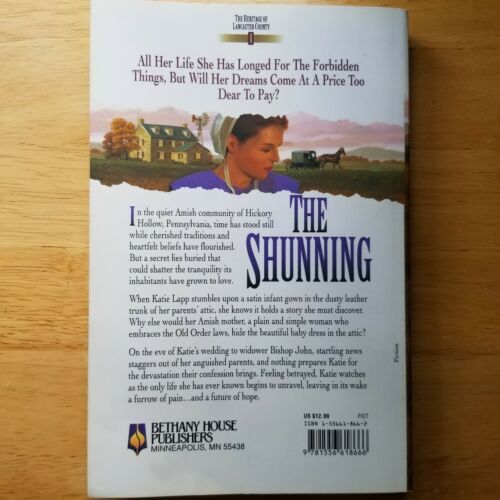 THE HERITAGE OF
LANCASTER COUNTY
1
All Her Life She Has Longed For The Forbidden
Things, But Will Her Dreams Come At A Price Too
Dear To Pay?
In the quiet Amish community of Hickory
Hollow, Pennsylvania, time has stood still
while cherished traditions and
heartfelt beliefs have flourished.
But a secret lies buried that
could shatter the tranquility its
inhabitants have grown to love.
THE
SHUNNING
When Katie Lapp stumbles upon a satin infant gown in the dusty leather
trunk of her parents' attic, she knows it holds a story she must discover.
Why else would her Amish mother, a plain and simple woman who
embraces the Old Order laws, hide the beautiful baby dress in the attic?
On the eve of Katie's wedding to widower Bishop John, startling news
staggers out of her anguished parents, and nothing prepares Katie for
the devastation their confession brings. Feeling betrayed, Katie watches
as the only life she has ever known begins to unravel, leaving in its wake
a furrow of pain...and a future of hope.
Fiction
BETHANY HOUSE
PUBLISHERS
MINNEAPOLIS, MN 55438
US $12.99 FICT
ISBN 1-55661-866-2
9 781556 618666